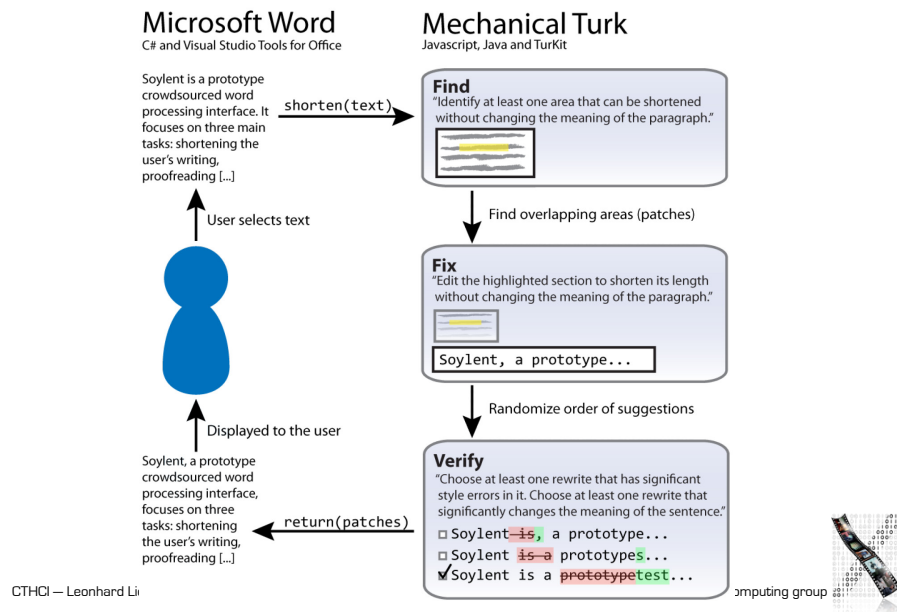 Microsoft Word
C# and Visual Studio Tools for Office
Mechanical Turk
Javascript, Java and TurKit
Soylent is a prototype
crowdsourced word
processing interface. It
focuses on three main
tasks: shortening the
user's writing,
proofreading [...]
shorten(text)
Find
"Identify at least one area that can be shortened
without changing the meaning of the paragraph."
User selects text
Find overlapping areas (patches)
Fix
"Edit the highlighted section to shorten its length
without changing the meaning of the paragraph."
Soylent, a prototype...
Randomize order of suggestions
Displayed to the user
Verify
"Choose at least one rewrite that has significant
style errors in it. Choose at least one rewrite that
significantly changes the meaning of the sentence."
Soylent is, a prototype...
Soylent is a prototypes...
Soylent is a prototypetest...
return(patches)
Soylent, a prototype
crowdsourced word
processing interface,
focuses on three
tasks: shortening
the user's writing,
proofreading [...]
CTHCI — Leonhard
omputing group